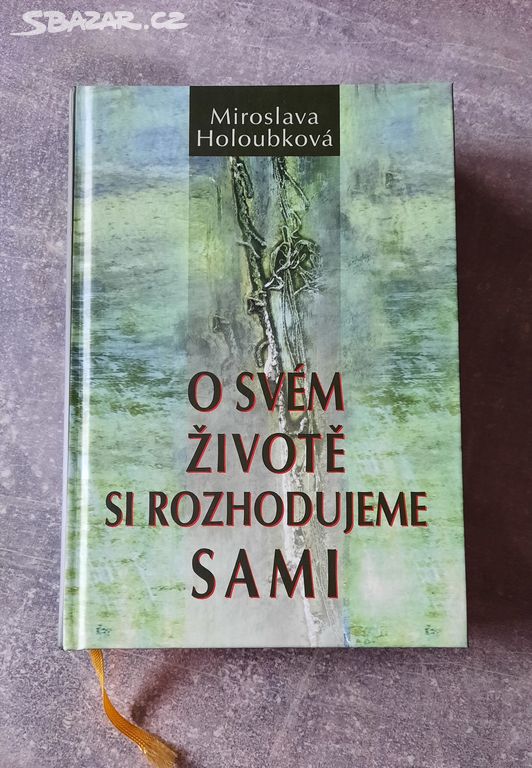 SBAZAR.CZ
Miroslava
Holoubková
O SVÉM
ŽIVOTĚ
SI ROZHODUJEME
SAMI